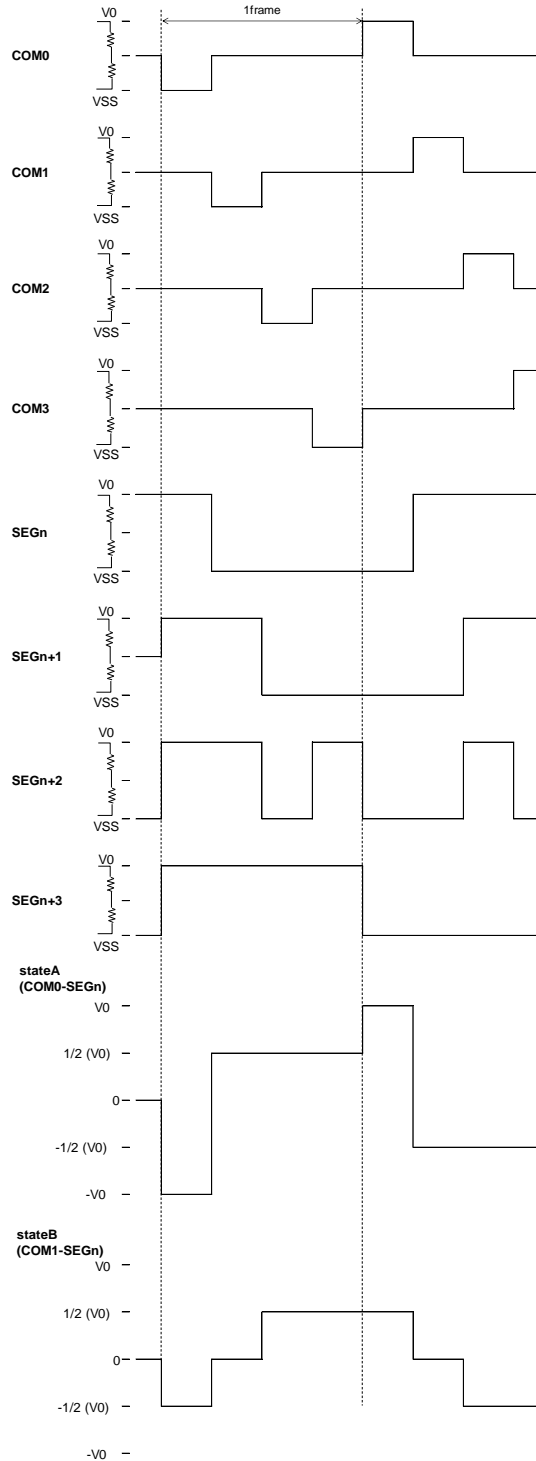 1frame
V0
COM0
VSS
V0
COM1
VSS
V0
COM2
VSS
V0
COM3
VSS
V0
SEGn
VSS
V0
SEGn+1
VSS
V0
SEGn+2
VSS
V0
SEGn+3
VSS
stateA
(COM0-SEGn)
V0
1/2 (V0)
0
-1/2 (V0)
-V0
stateB
(COM1-SEGn)
V0
1/2 (V0)
0
-1/2 (V0)
-V0